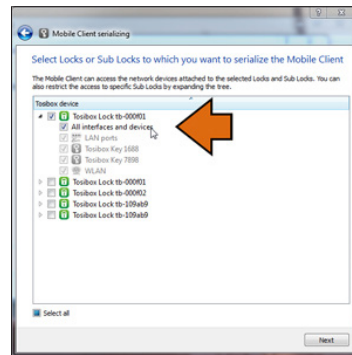 Mobile Client serializing
Select Locks or Sub Locks to which you want to serialize the Mobile Client
The Mobile Client can access the network devices attached to the selected Locks and Sub Locks. You can
also restrict the access to specific Sub Locks by expanding the tree.
Tosibox device
Tosibox Lock tb-000f01
All interfaces and devices
LAN ports
Tosibox Key 1688
Tosibox Key 7898
WLAN
Tosibox Lock tb-000f01
Tosibox Lock tb-000f02
Tosibox Lock tb-109ab9
Tosibox Lock tb-109ab9
Select all
Next